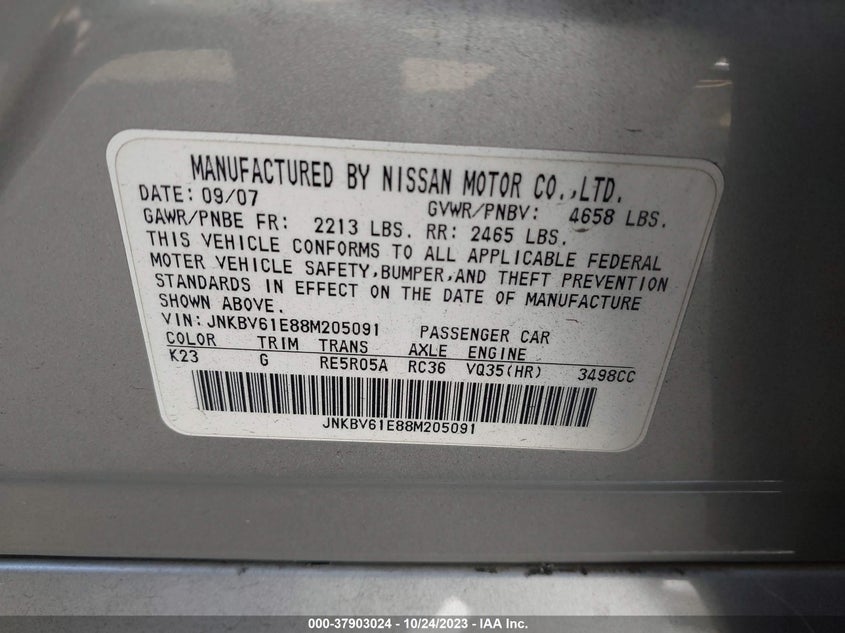 MANUFACTURED BY NISSAN MOTOR CO.,LTD.
DATE: 09/07 GVWR/PNBV: 4658 LBS.
GAWR/PNBE FR: 2213 LBS. RR: 2465 LBS.
THIS VEHICLE CONFORMS TO ALL APPLICABLE FEDERAL
MOTER VEHICLE SAFETY,BUMPER,AND THEFT PREVENTION
STANDARDS IN EFFECT ON THE DATE OF MANUFACTURE
SHOWN ABOVE.
VIN: JNKBV61E88M205091 PASSENGER CAR
COLOR TRIM TRANS AXLE ENGINE
K23 G RE5R05A RC36 VQ35(HR) 3498CC
JNKBV61E88M205091
000-37903024 - 10/24/2023 - IAA Inc.